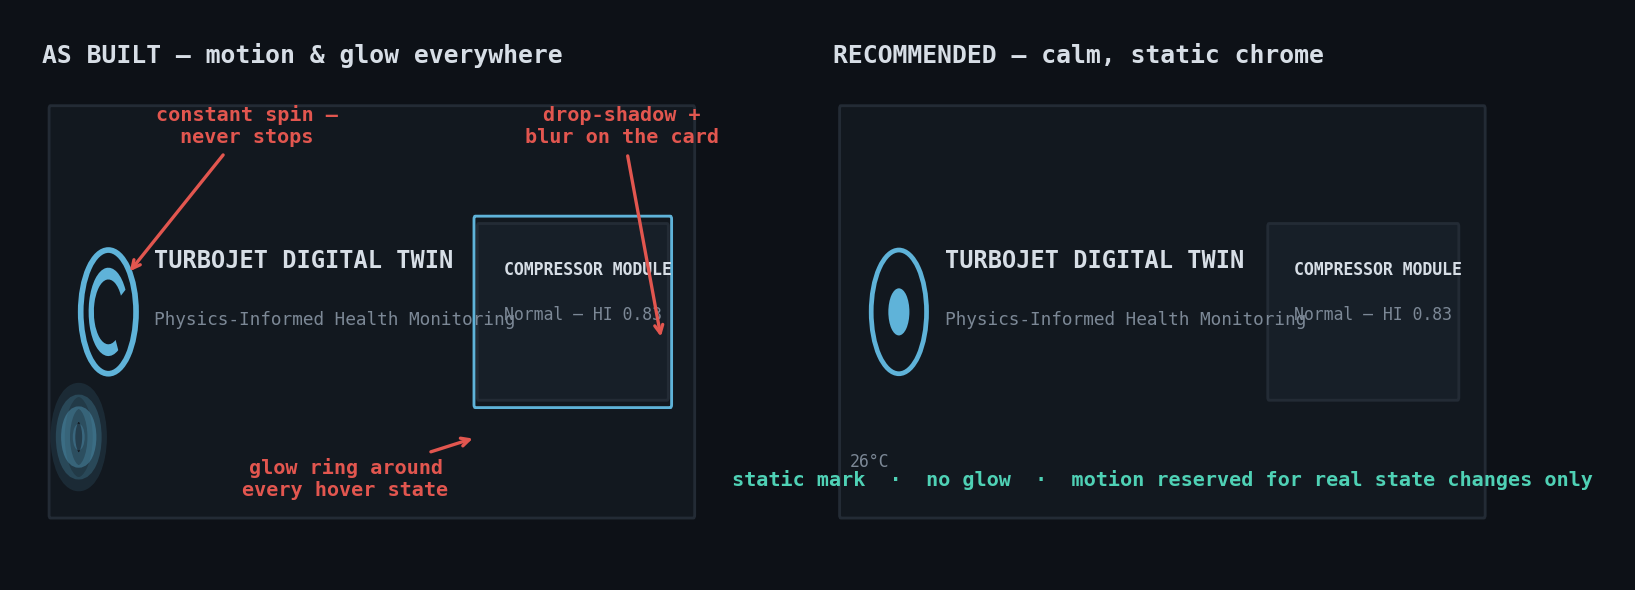 AS BUILT — motion & glow everywhere
constant spin —
never stops
drop-shadow +
blur on the card
TURBOJET DIGITAL TWIN
Physics-Informed Health Monitoring
COMPRESSOR MODULE
Normal — HI 0.83
glow ring around
every hover state
RECOMMENDED — calm, static chrome
TURBOJET DIGITAL TWIN
Physics-Informed Health Monitoring
COMPRESSOR MODULE
Normal — HI 0.83
26°C
static mark · no glow · motion reserved for real state changes only